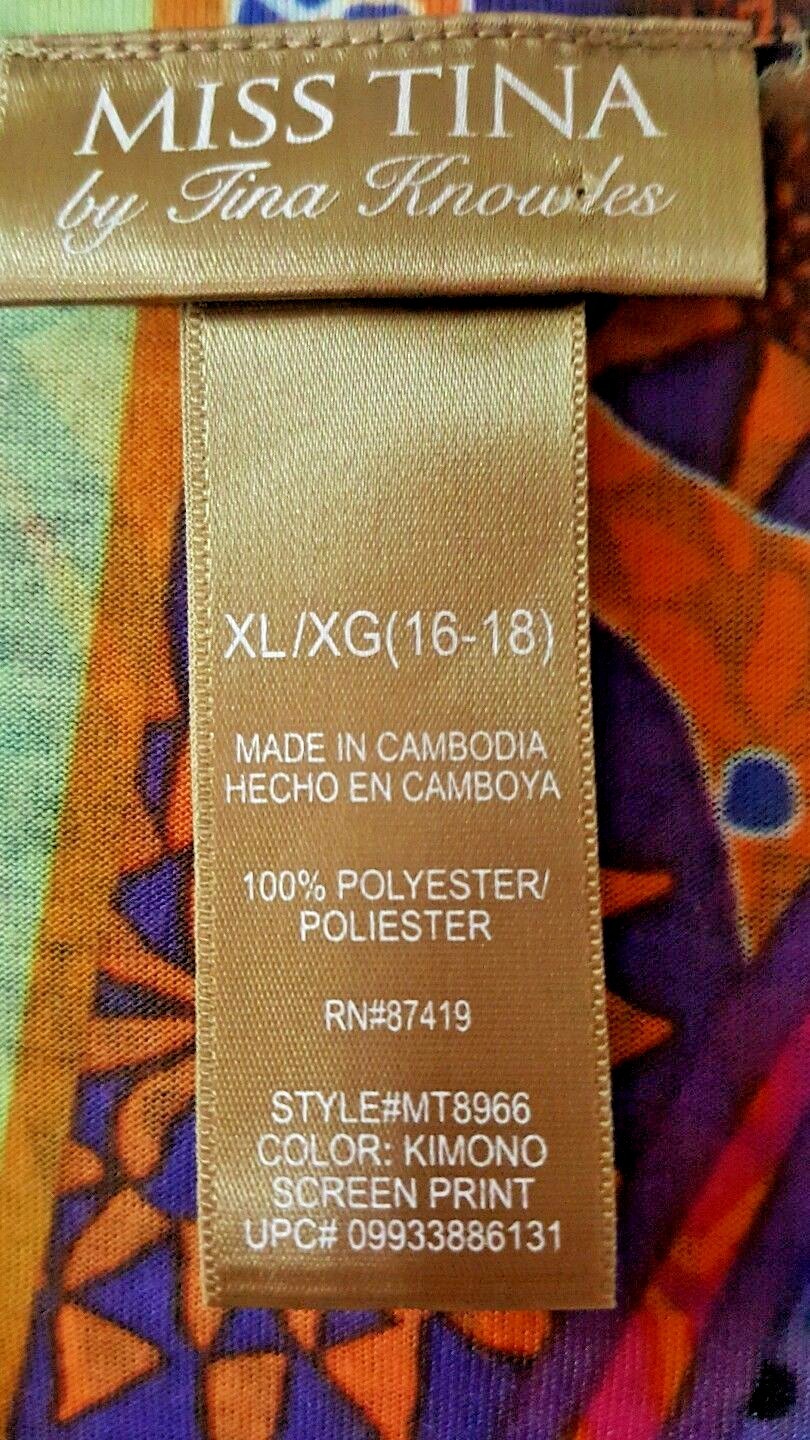 MISS TINA
by Tina Knowles
XL/XG(16-18)
MADE IN CAMBODIA
HECHO EN CAMBOYA
100% POLYESTER/
POLIESTER
RN#87419
STYLE#MT8966
COLOR: KIMONO
SCREEN PRINT
UPC# 09933886131